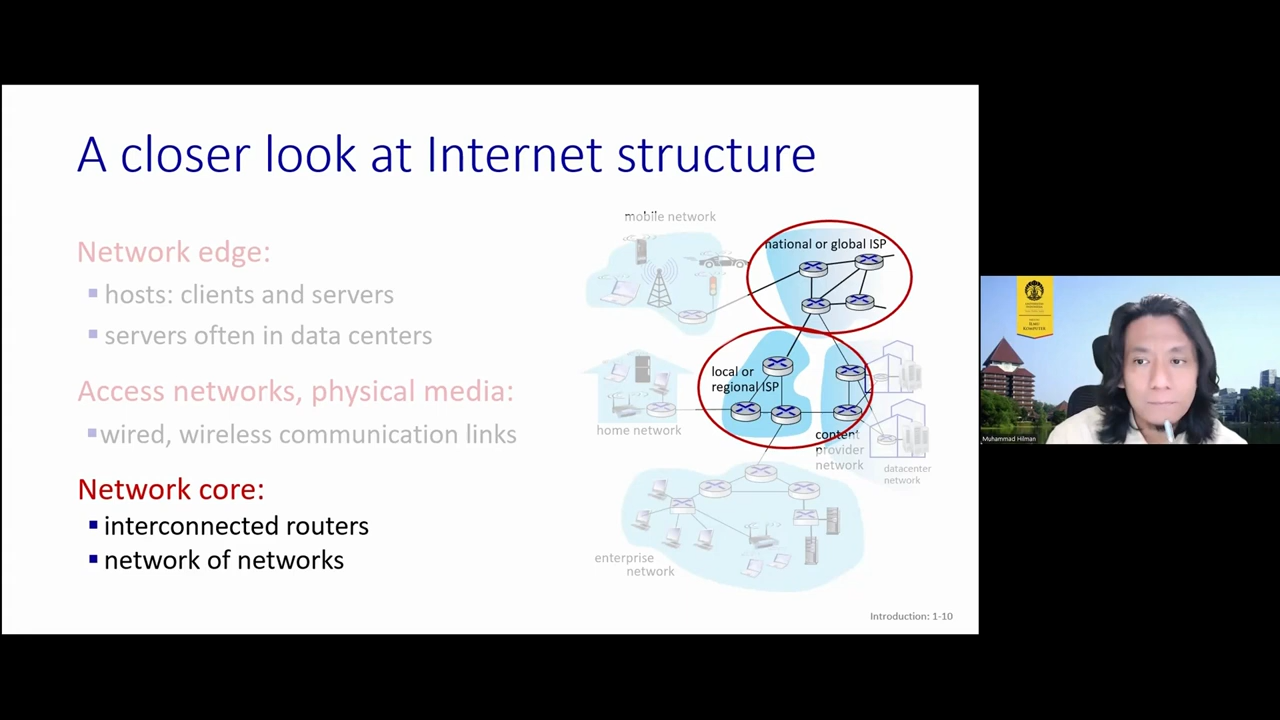 A closer look at Internet structure
Network edge:
hosts: clients and servers
servers often in data centers
Access networks, physical media:
wired, wireless communication links
Network core:
interconnected routers
network of networks
mobile network
national or global ISP
local or
regional ISP
home network
content
provider
network
datacenter
network
enterprise
network
Introduction: 1-10
ILMU
KOMPUTER
Muhammad Hilman